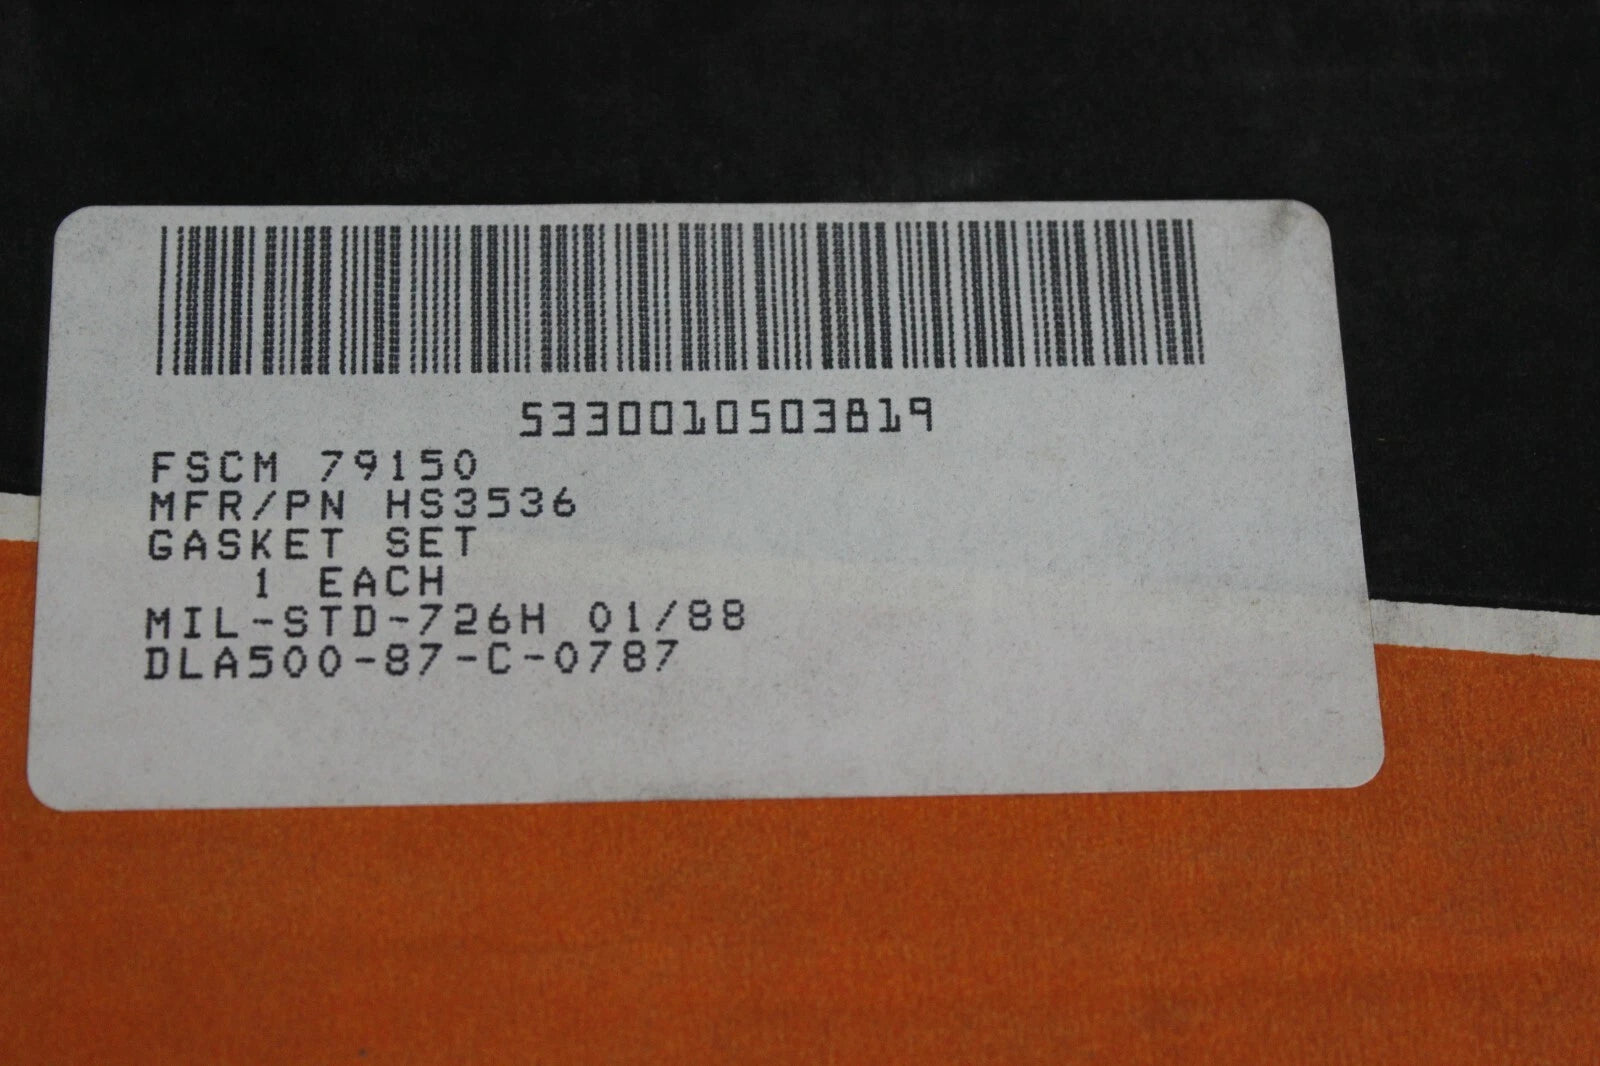 5330010503819
FSCM 79150
MFR/PN HS3536
GASKET SET
1 EACH
MIL-STD-726H 01/88
DLA500-87-C-0787